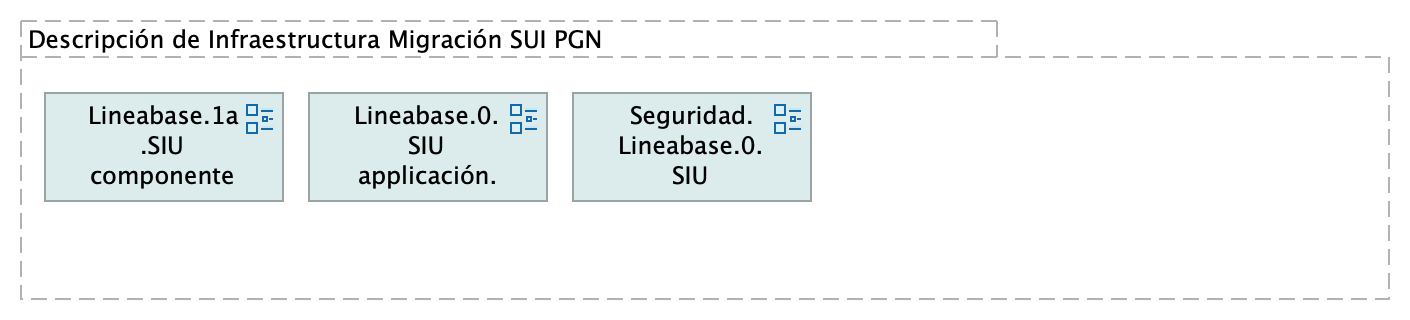 Descripción de Infraestructura Migración SUI PGN
Lineabase.1a
.SIU
componente
Lineabase.0.
SIU
applicación.
Seguridad.
Lineabase.0.
SIU